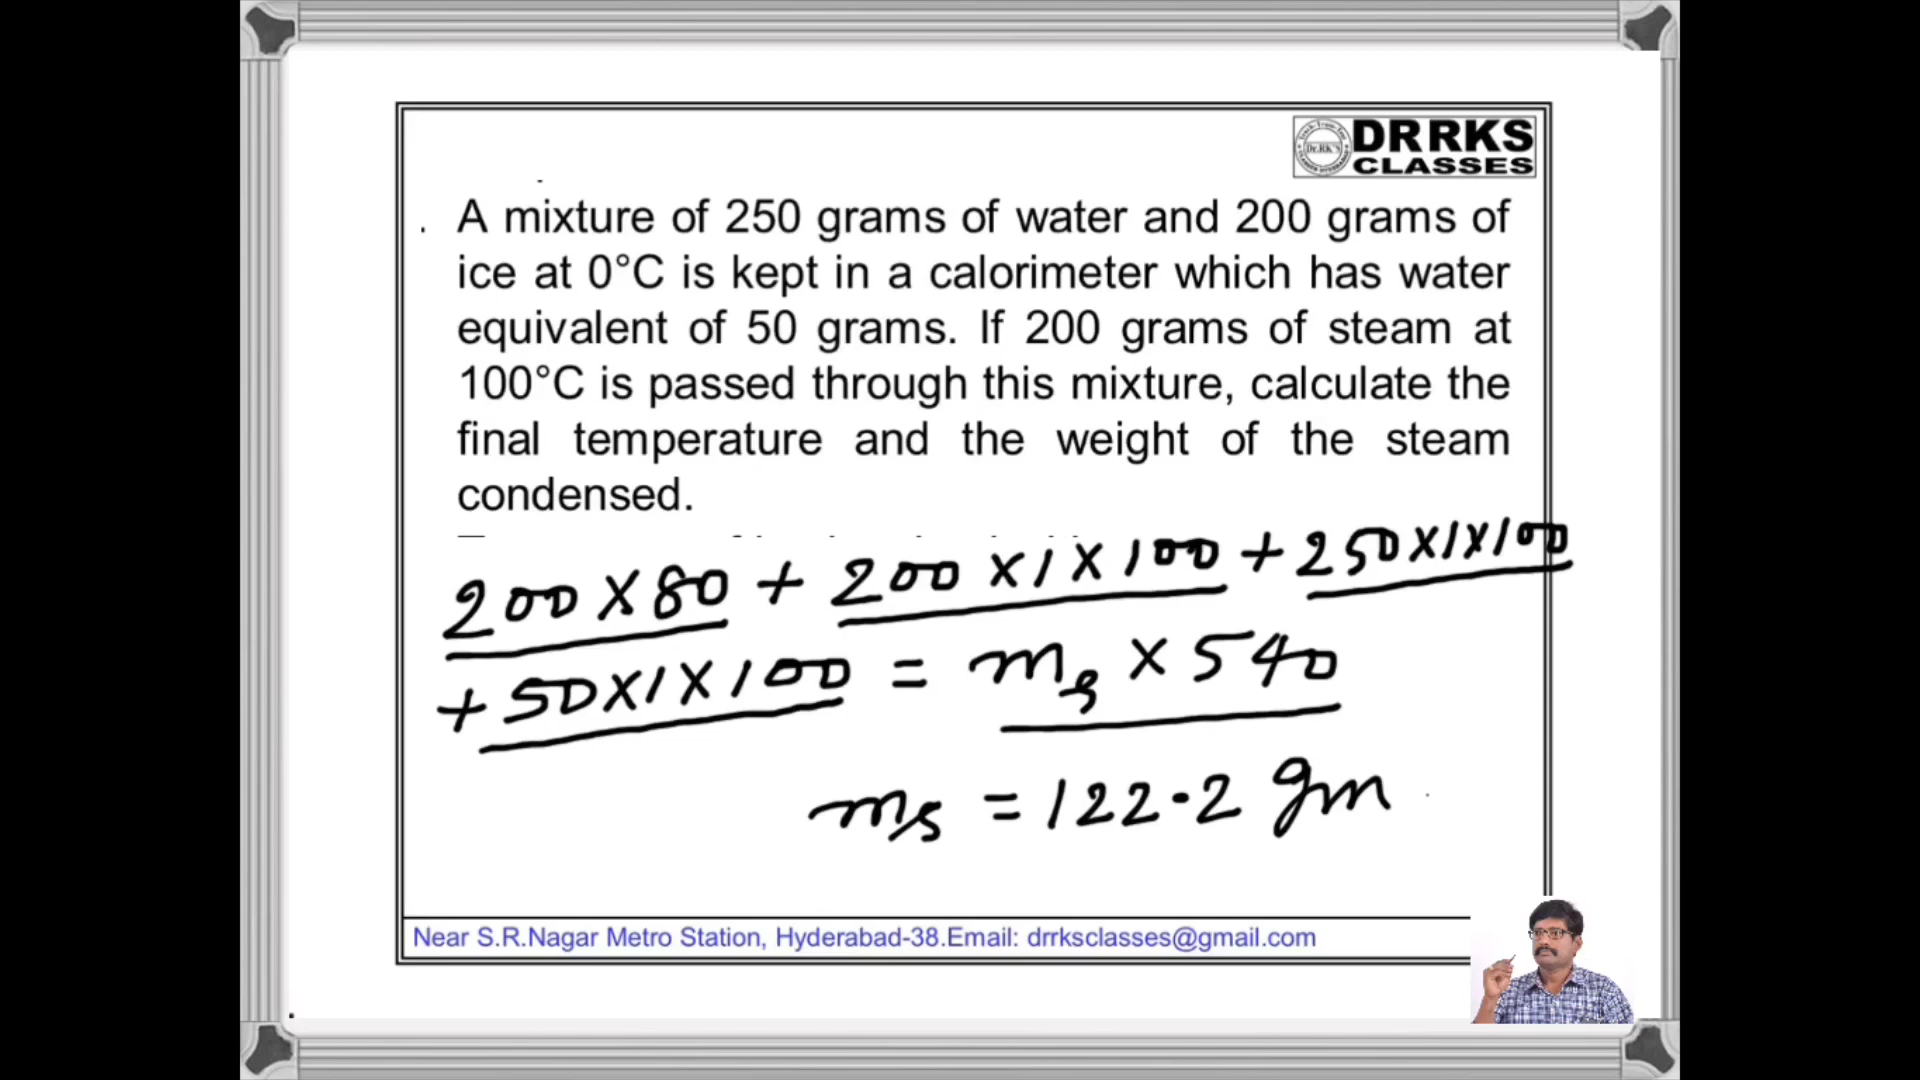 DRRKS
CLASSES
Dr.RK's
. A mixture of 250 grams of water and 200 grams of
ice at 0°C is kept in a calorimeter which has water
equivalent of 50 grams. If 200 grams of steam at
100°C is passed through this mixture, calculate the
final temperature and the weight of the steam
condensed.
200 X 80 + 200 X 1 X 100 + 250 X 1 X 100
+ 50 X 1 X 100 = ms X 540
ms = 122.2 gm
Near S.R.Nagar Metro Station, Hyderabad-38.Email: drrksclasses@gmail.com